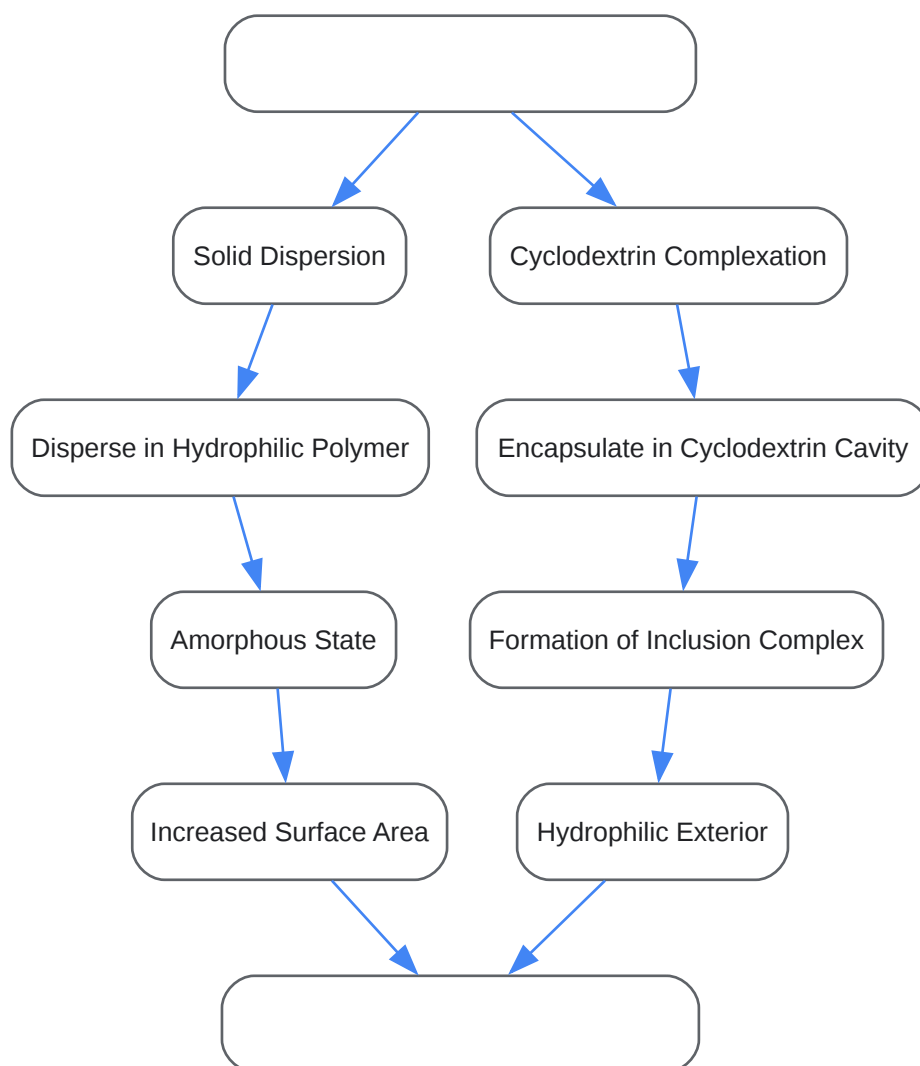 Solid Dispersion
Cyclodextrin Complexation
Disperse in Hydrophilic Polymer
Encapsulate in Cyclodextrin Cavity
Amorphous State
Formation of Inclusion Complex
Increased Surface Area
Hydrophilic Exterior